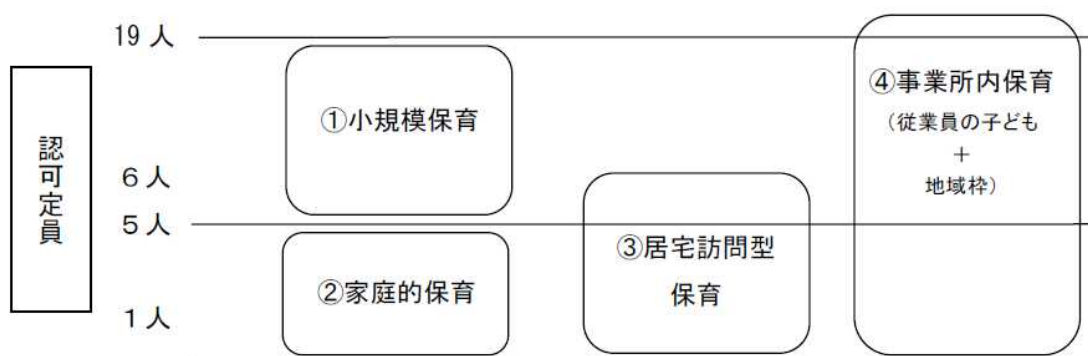 認可定員
19 人
6 人
5 人
1 人
①小規模保育
②家庭的保育
③居宅訪問型
保育
④事業所内保育
（従業員の子ども
＋
地域枠）